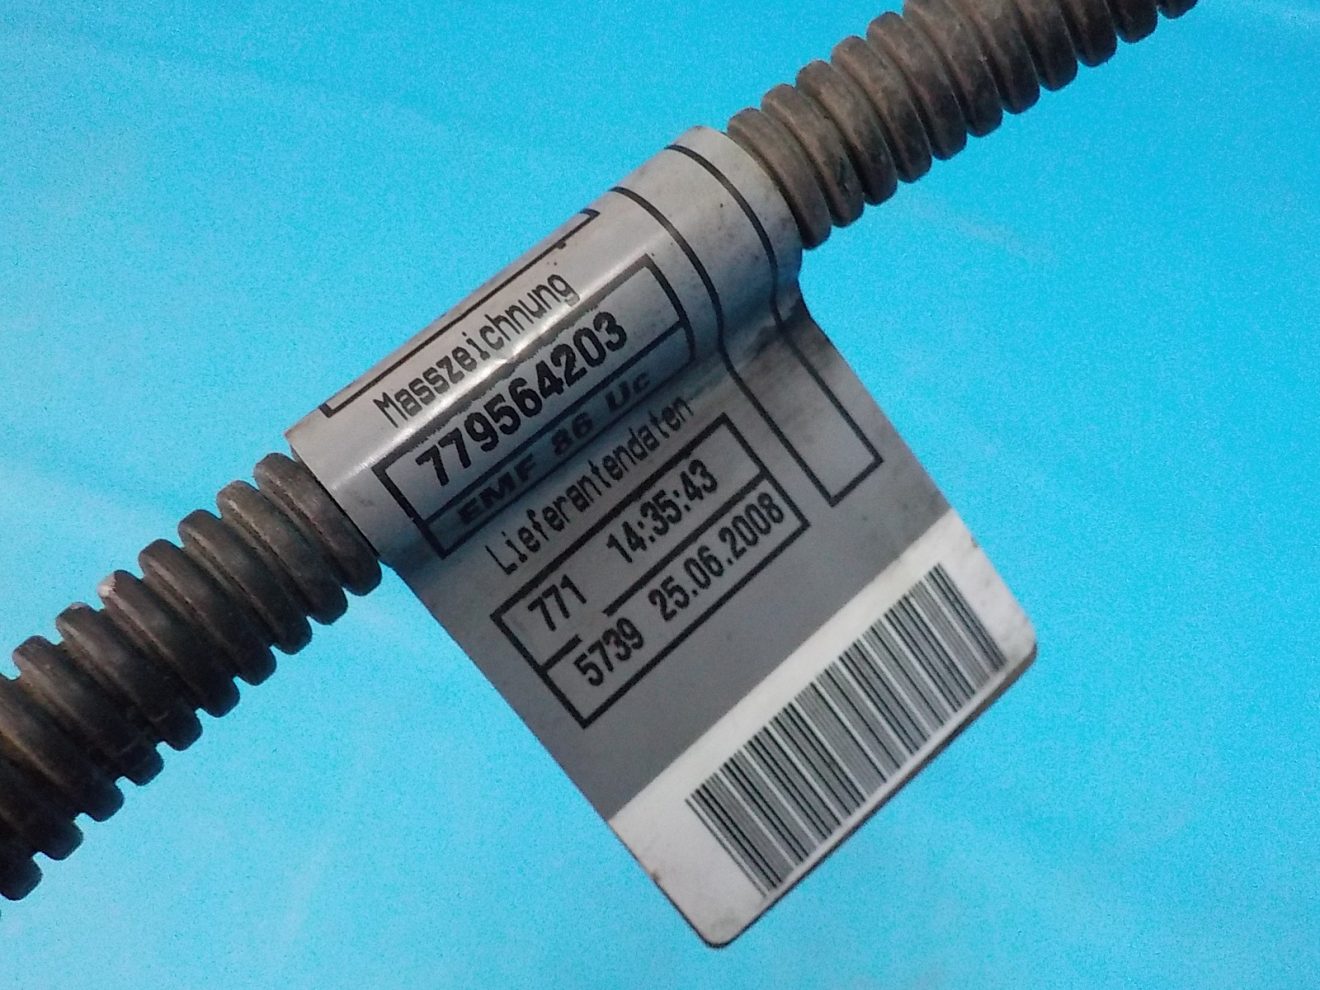 Masszeichnung
779564203
EMF 86 Uc
Lieferantendaten
771 14:35:43
5739 25.06.2008